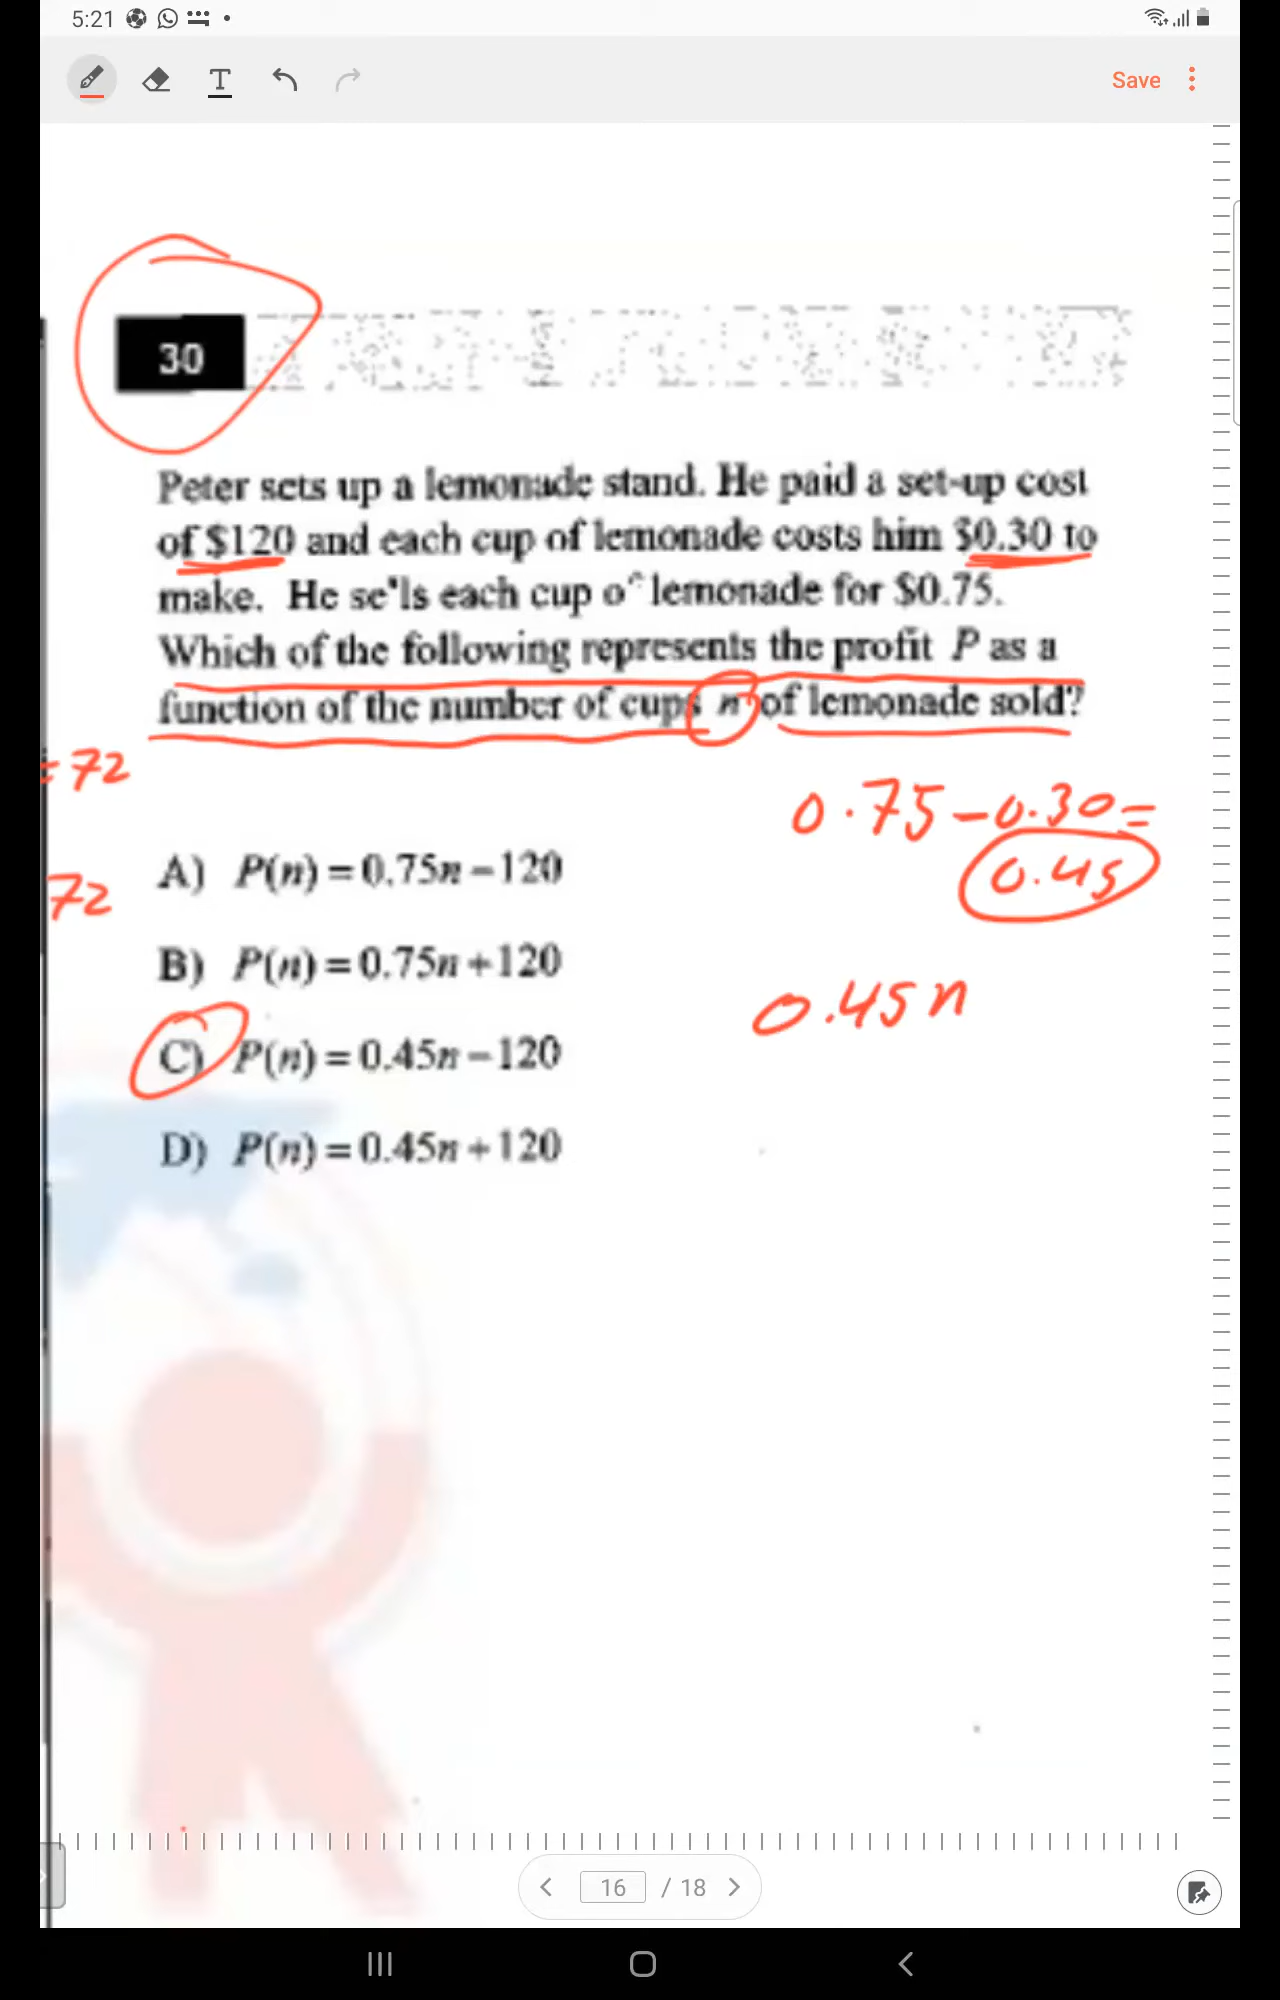 5:21
Save
30
Peter sets up a lemonade stand. He paid a set-up cost
of $120 and each cup of lemonade costs him $0.30 to
make. He se'ls each cup of lemonade for $0.75.
Which of the following represents the profit P as a
function of the number of cups n of lemonade sold?
= 72
0.75-0.30=
0.45
A) P(n) = 0.75n - 120
72
B) P(n) = 0.75n + 120
0.45n
C) P(n) = 0.45n - 120
D) P(n) = 0.45n + 120
16 / 18